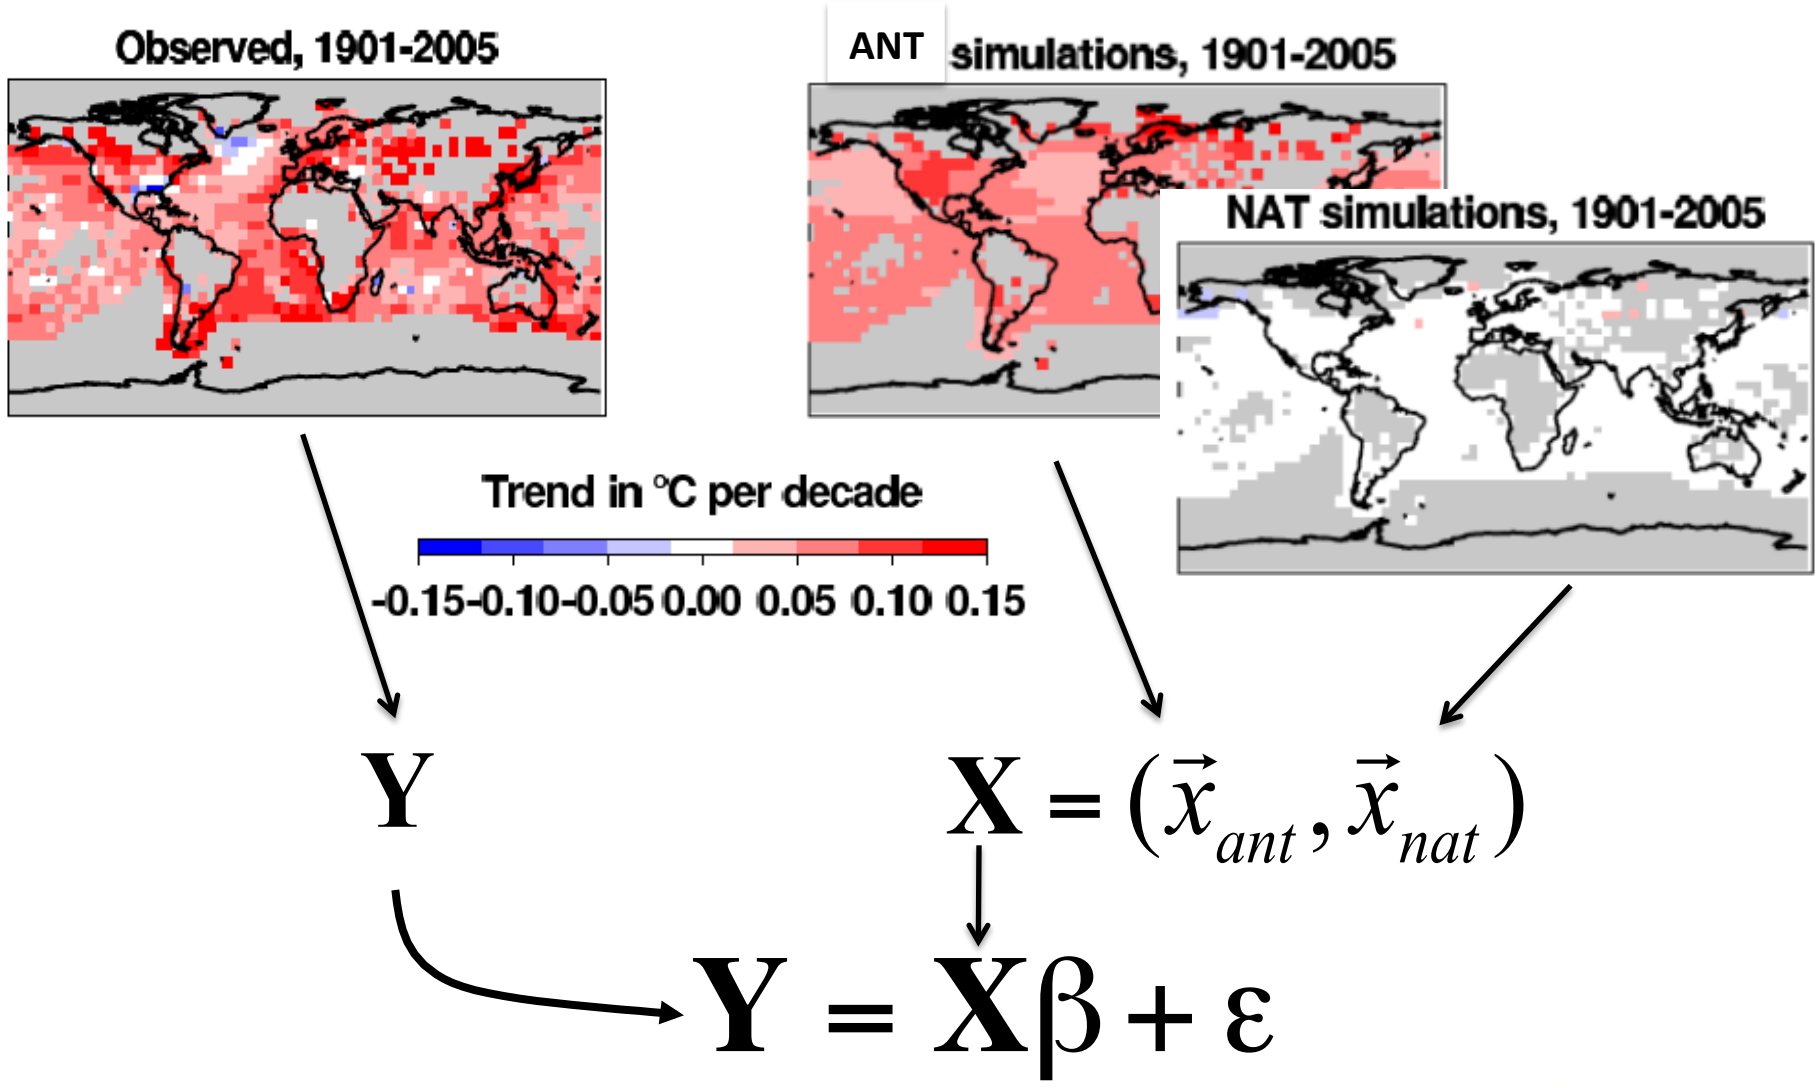 Observed, 1901-2005
ANT simulations, 1901-2005
NAT simulations, 1901-2005
Trend in °C per decade
-0.15 -0.10 -0.05 0.00 0.05 0.10 0.15
Y
X = (x⃗ant, x⃗nat)
Y = Xβ + ε